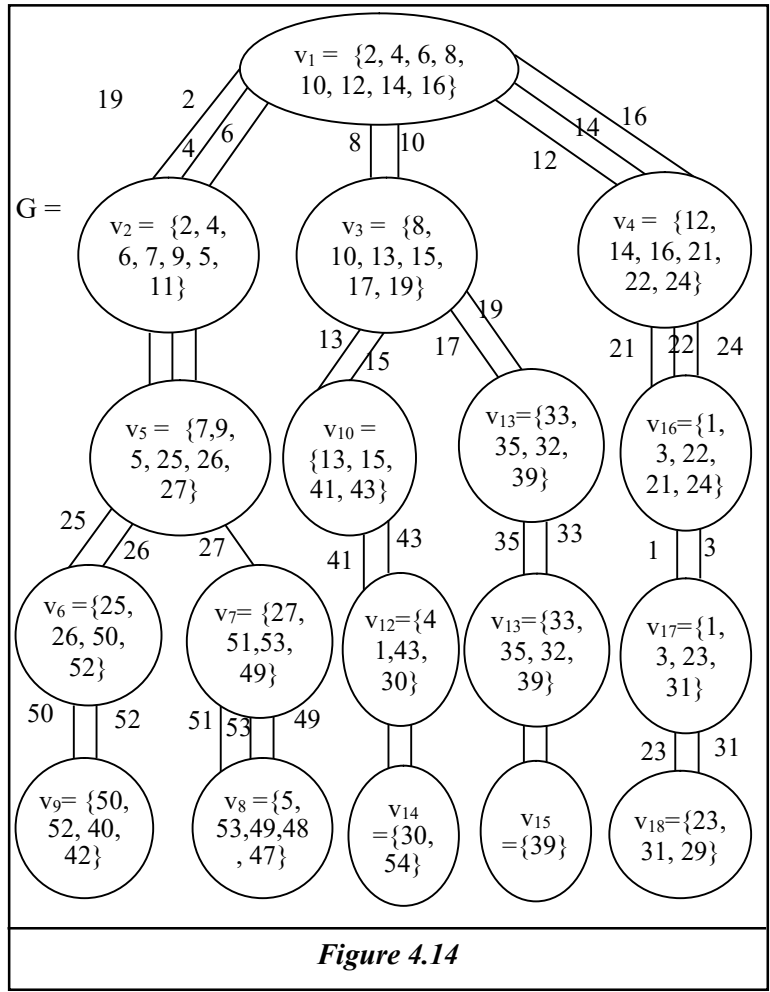 v₁ = {2, 4, 6, 8,
10, 12, 14, 16}
19
2
4
6
8
10
12
14
16
G =
v₂ = {2, 4,
6, 7, 9, 5,
11}
v₃ = {8,
10, 13, 15,
17, 19}
v₄ = {12,
14, 16, 21,
22, 24}
13
15
17
19
21
22
24
v₅ = {7,9,
5, 25, 26,
27}
v₁₀ =
{13, 15,
41, 43}
v₁₃={33,
35, 32,
39}
v₁₆={1,
3, 22,
21, 24}
25
26
27
41
43
35
33
1
3
v₆ ={25,
26, 50,
52}
v₇ = {27,
51,53,
49}
v₁₂={4
1,43,
30}
v₁₃={33,
35, 32,
39}
v₁₇={1,
3, 23,
31}
50
52
51
53
49
23
31
v₉= {50,
52, 40,
42}
v₈ ={5,
53,49,48
, 47}
v₁₄
={30,
54}
v₁₅
={39}
v₁₈={23,
31, 29}
Figure 4.14